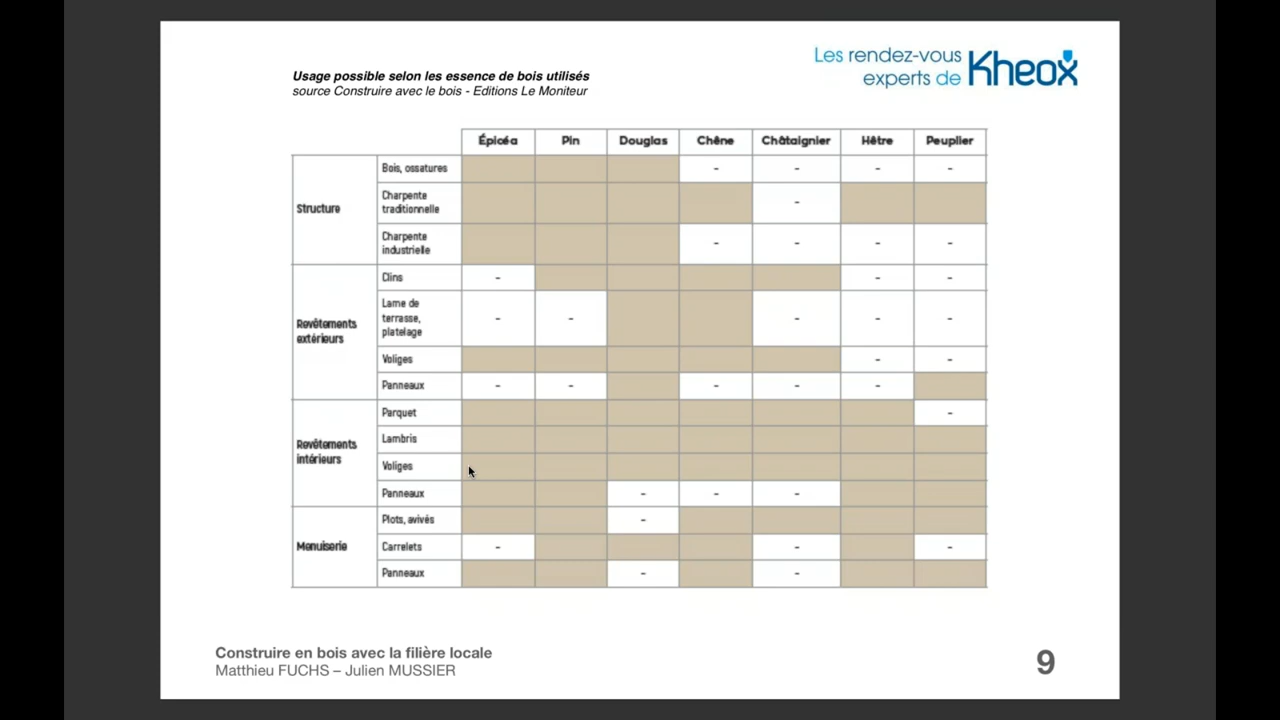 Les rendez-vous
experts de Kheox
Usage possible selon les essence de bois utilisés
source Construire avec le bois - Editions Le Moniteur
Épicéa Pin Douglas Chêne Châtaignier Hêtre Peuplier
Structure
Bois, ossatures - - - -
Charpente
traditionnelle -
Charpente
industrielle - - - -
Revêtements
extérieurs
Clins - - -
Lame de
terrasse,
platelage - - - - -
Voliges - -
Panneaux - - - - -
Revêtements
intérieurs
Parquet -
Lambris
Voliges
Panneaux - - -
Menuiserie
Plots, avivés -
Carrelets - - -
Panneaux - -
Construire en bois avec la filière locale
Matthieu FUCHS – Julien MUSSIER
9